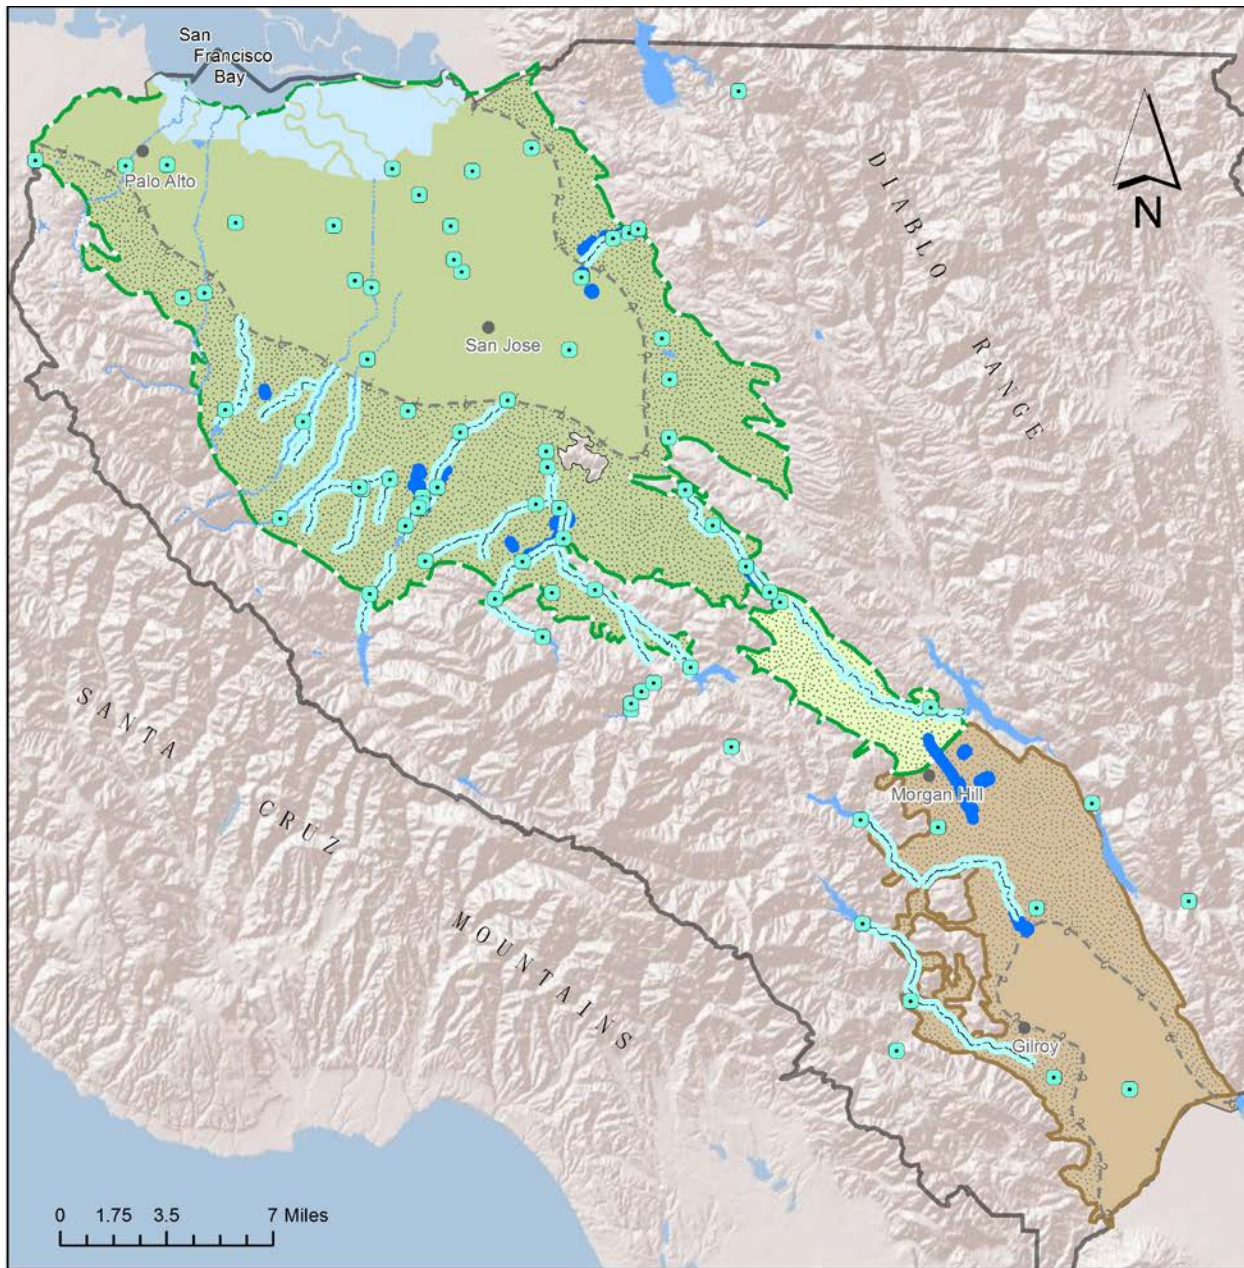 San
Francisco
Bay
Palo Alto
DIABLO
RANGE
N
San Jose
SANTA
CRUZ
MOUNTAINS
Morgan Hill
Gilroy
0 1.75 3.5 7 Miles